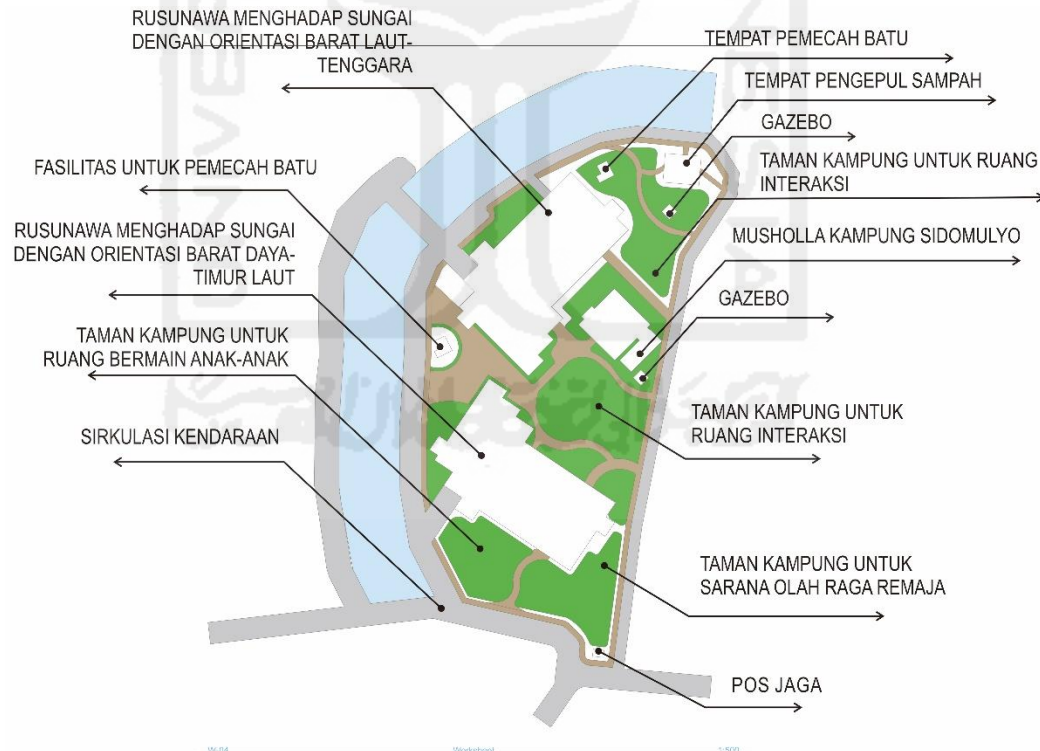 RUSUNAWA MENGHADAP SUNGAI
DENGAN ORIENTASI BARAT LAUT-
TENGGARA
FASILITAS UNTUK PEMECAH BATU
RUSUNAWA MENGHADAP SUNGAI
DENGAN ORIENTASI BARAT DAYA-
TIMUR LAUT
TAMAN KAMPUNG UNTUK
RUANG BERMAIN ANAK-ANAK
SIRKULASI KENDARAAN
TEMPAT PEMECAH BATU
TEMPAT PENGEPUL SAMPAH
GAZEBO
TAMAN KAMPUNG UNTUK RUANG
INTERAKSI
MUSHOLLA KAMPUNG SIDOMULYO
GAZEBO
TAMAN KAMPUNG UNTUK
RUANG INTERAKSI
TAMAN KAMPUNG UNTUK
SARANA OLAH RAGA REMAJA
POS JAGA